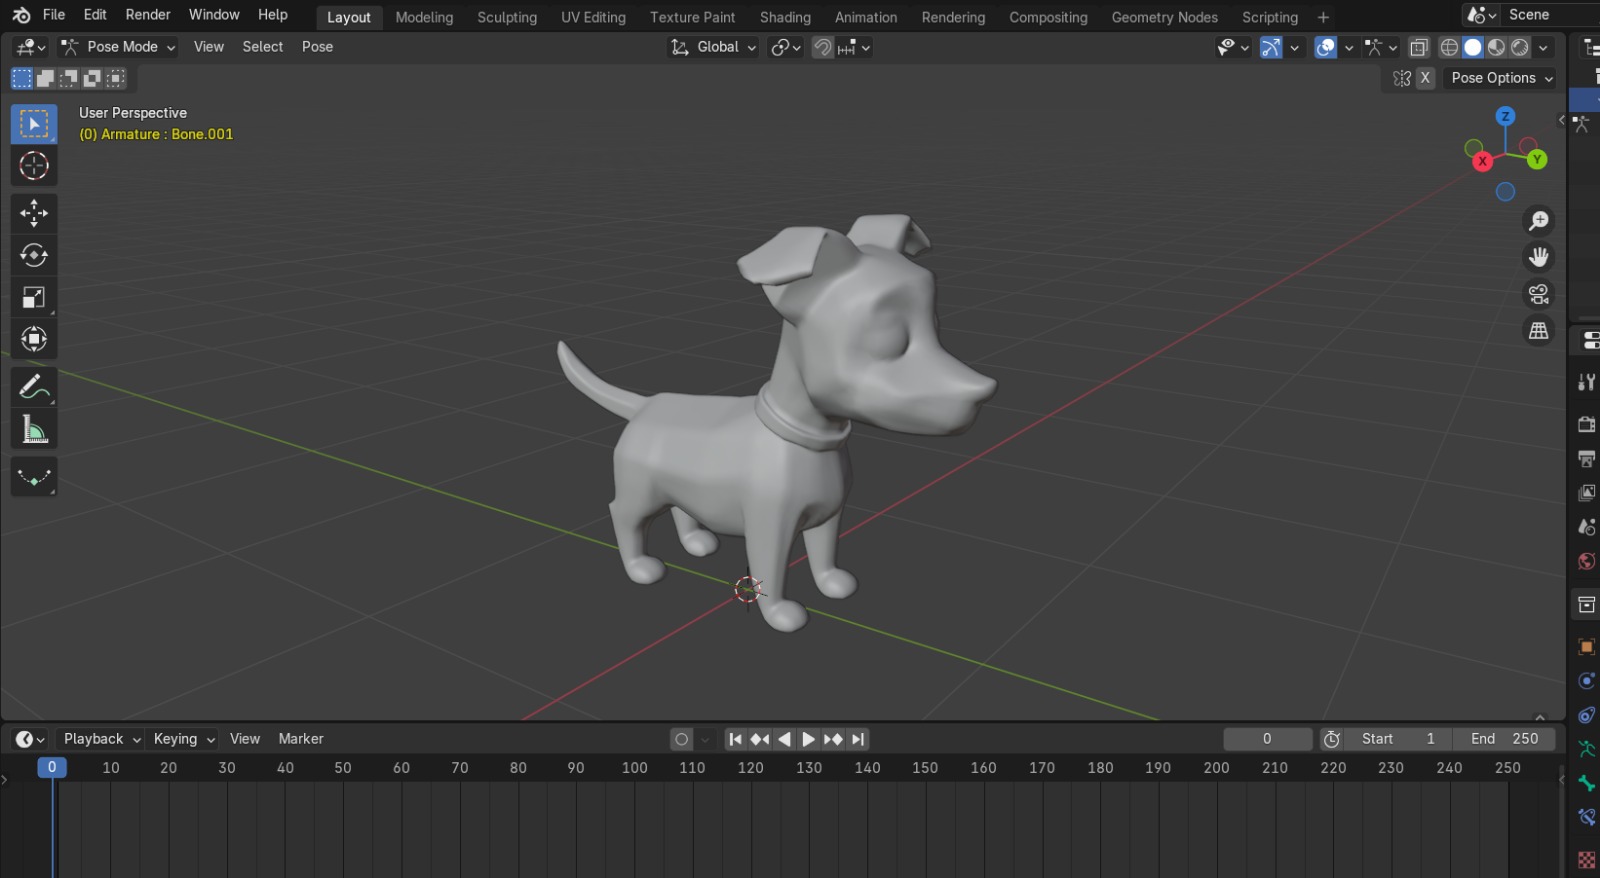 File Edit Render Window Help Layout Modeling Sculpting UV Editing Texture Paint Shading Animation Rendering Compositing Geometry Nodes Scripting + Scene
Pose Mode View Select Pose Global
X Pose Options
User Perspective
(0) Armature : Bone.001
Z
X Y
Playback Keying View Marker 0 Start 1 End 250
0 10 20 30 40 50 60 70 80 90 100 110 120 130 140 150 160 170 180 190 200 210 220 230 240 250